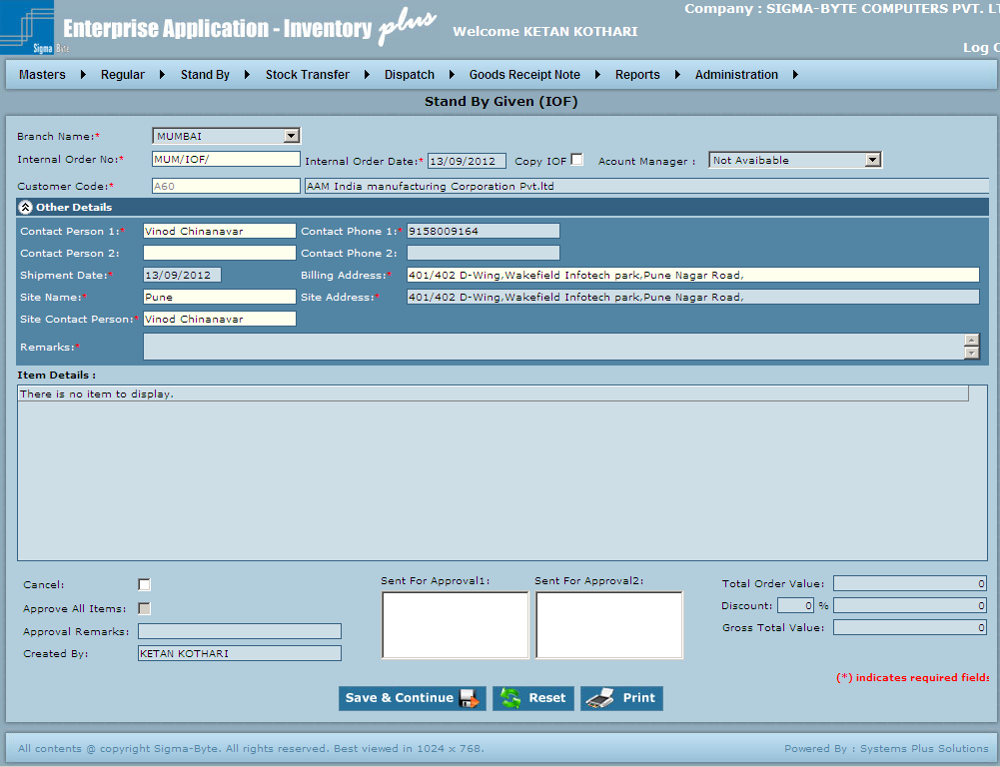 Company : SIGMA-BYTE COMPUTERS PVT.
Enterprise Application - Inventory plus
Welcome KETAN KOTHARI
Sigma Byte
Log
Masters Regular Stand By Stock Transfer Dispatch Goods Receipt Note Reports Administration
Stand By Given (IOF)
Branch Name:* MUMBAI
Internal Order No:* MUM/IOF/ Internal Order Date:* 13/09/2012 Copy IOF Acount Manager : Not Avaibable
Customer Code:* A60 AAM India manufacturing Corporation Pvt.ltd
Other Details
Contact Person 1:* Vinod Chinanavar Contact Phone 1:* 9158009164
Contact Person 2: Contact Phone 2:
Shipment Date:* 13/09/2012 Billing Address:* 401/402 D-Wing,Wakefield Infotech park,Pune Nagar Road,
Site Name:* Pune Site Address:* 401/402 D-Wing,Wakefield Infotech park,Pune Nagar Road,
Site Contact Person:* Vinod Chinanavar
Remarks:*
Item Details :
There is no item to display.
Cancel: Sent For Approval1: Sent For Approval2: Total Order Value: 0
Approve All Items: Discount: 0 % 0
Approval Remarks: Gross Total Value: 0
Created By: KETAN KOTHARI
(*) indicates required fields
Save & Continue Reset Print
All contents @ copyright Sigma-Byte. All rights reserved. Best viewed in 1024 x 768. Powered By : Systems Plus Solutions